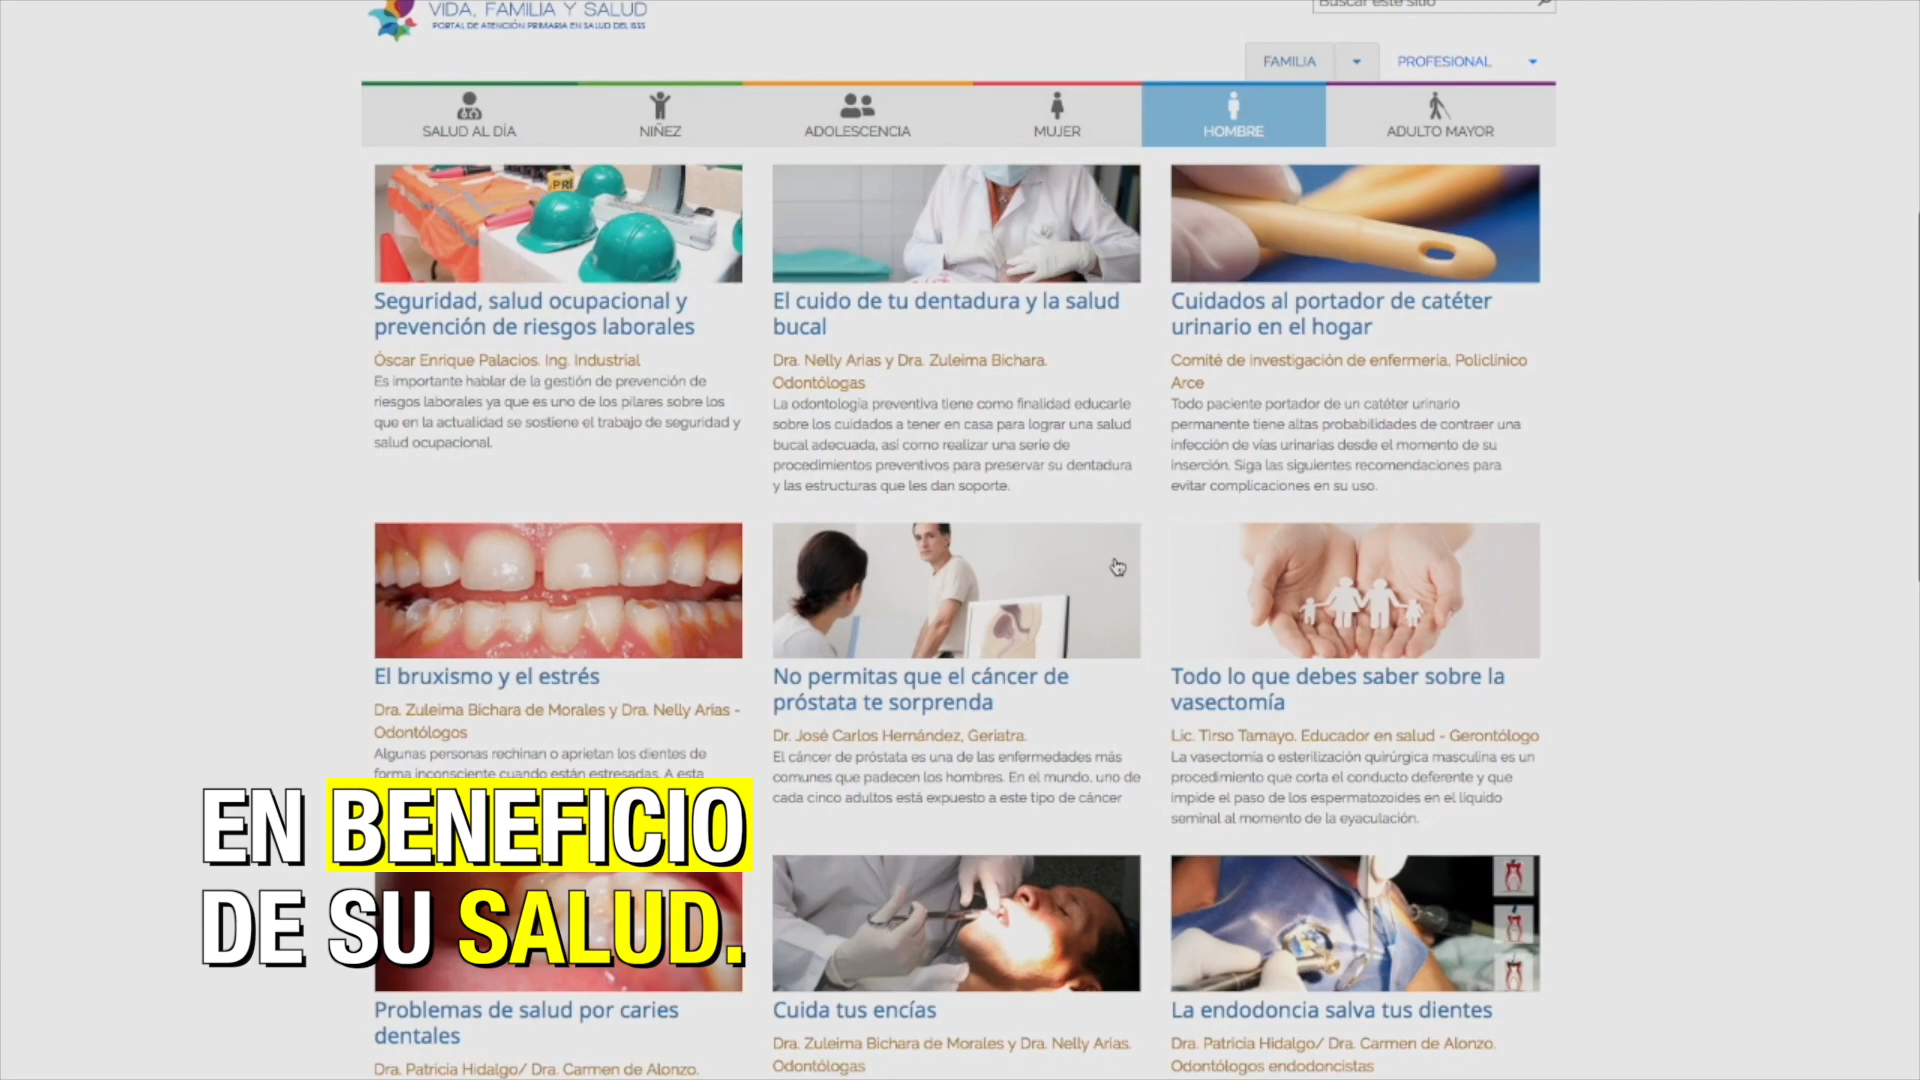 VIDA, FAMILIA Y SALUD
PORTAL DE ATENCIÓN PRIMARIA EN SALUD DEL ISSS
Buscar este sitio
FAMILIA
PROFESIONAL
SALUD AL DÍA
NIÑEZ
ADOLESCENCIA
MUJER
HOMBRE
ADULTO MAYOR
PRI
Seguridad, salud ocupacional y
prevención de riesgos laborales
Óscar Enrique Palacios. Ing. Industrial
Es importante hablar de la gestión de prevención de
riesgos laborales ya que es uno de los pilares sobre los
que en la actualidad se sostiene el trabajo de seguridad y
salud ocupacional.
El cuido de tu dentadura y la salud
bucal
Dra. Nelly Arias y Dra. Zuleima Bichara.
Odontólogas
La odontología preventiva tiene como finalidad educarle
sobre los cuidados a tener en casa para lograr una salud
bucal adecuada, así como realizar una serie de
procedimientos preventivos para preservar su dentadura
y las estructuras que les dan soporte.
Cuidados al portador de catéter
urinario en el hogar
Comité de investigación de enfermería, Policlínico
Arce
Todo paciente portador de un catéter urinario
permanente tiene altas probabilidades de contraer una
infección de vías urinarias desde el momento de su
inserción. Siga las siguientes recomendaciones para
evitar complicaciones en su uso.
El bruxismo y el estrés
Dra. Zuleima Bichara de Morales y Dra. Nelly Arias -
Odontólogos
Algunas personas rechinan o aprietan los dientes de
forma inconsciente cuando están estresadas. A esta
No permitas que el cáncer de
próstata te sorprenda
Dr. José Carlos Hernández, Geriatra.
El cáncer de próstata es una de las enfermedades más
comunes que padecen los hombres. En el mundo, uno de
cada cinco adultos está expuesto a este tipo de cáncer
Todo lo que debes saber sobre la
vasectomía
Lic. Tirso Tamayo. Educador en salud - Gerontólogo
La vasectomía o esterilización quirúrgica masculina es un
procedimiento que corta el conducto deferente y que
impide el paso de los espermatozoides en el líquido
seminal al momento de la eyaculación.
EN BENEFICIO
DE SU SALUD.
Problemas de salud por caries
dentales
Dra. Patricia Hidalgo/ Dra. Carmen de Alonzo.
Cuida tus encías
Dra. Zuleima Bichara de Morales y Dra. Nelly Arias.
Odontólogas
La endodoncia salva tus dientes
Dra. Patricia Hidalgo/ Dra. Carmen de Alonzo.
Odontólogos endodoncistas